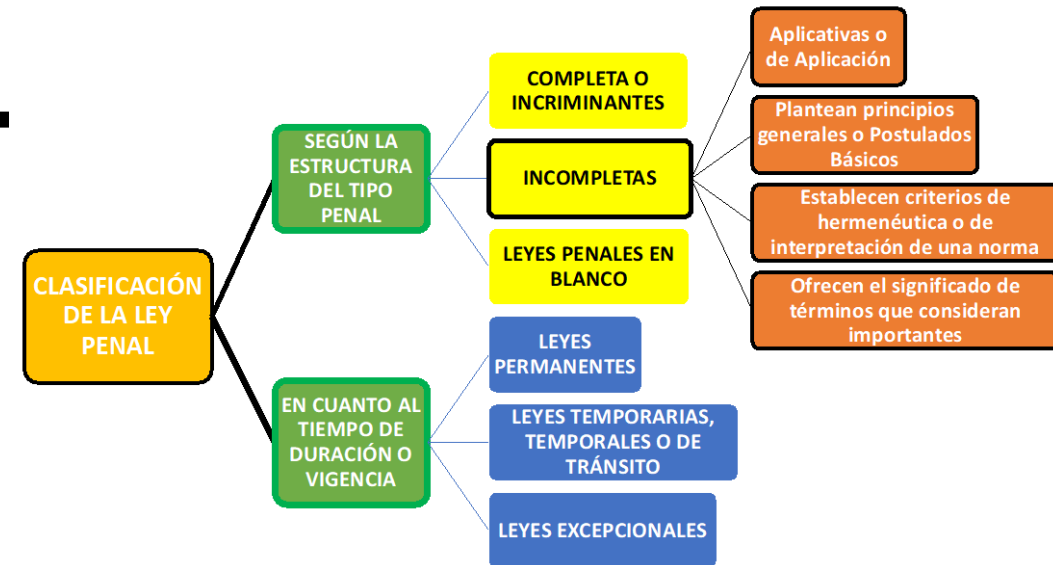 CLASIFICACIÓN
DE LA LEY
PENAL
SEGÚN LA
ESTRUCTURA
DEL TIPO
PENAL
COMPLETA O
INCRIMINANTES
INCOMPLETAS
Aplicativas o
de Aplicación
Plantean principios
generales o Postulados
Básicos
Establecen criterios de
hermenéutica o de
interpretación de una norma
Ofrecen el significado de
términos que consideran
importantes
LEYES PENALES EN
BLANCO
EN CUANTO AL
TIEMPO DE
DURACIÓN O
VIGENCIA
LEYES
PERMANENTES
LEYES TEMPORARIAS,
TEMPORALES O DE
TRÁNSITO
LEYES EXCEPCIONALES